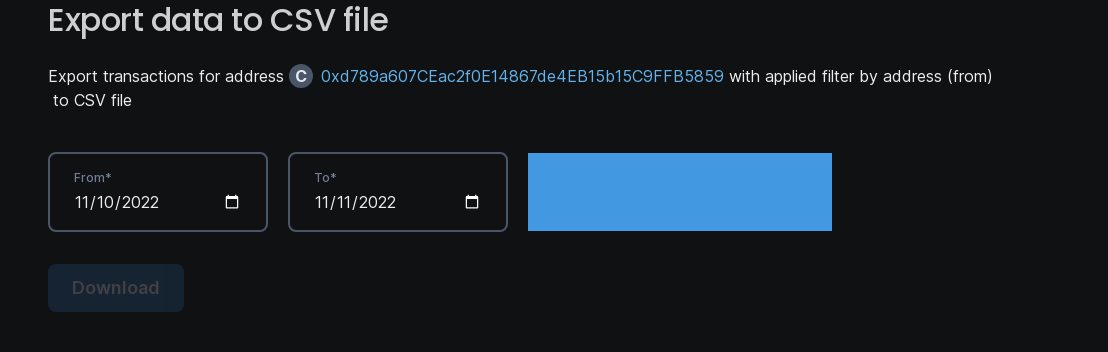 Export data to CSV file
Export transactions for address C 0xd789a607CEac2f0E14867de4EB15b15C9FFB5859 with applied filter by address (from)
to CSV file
From* To*
11/10/2022 11/11/2022
Download